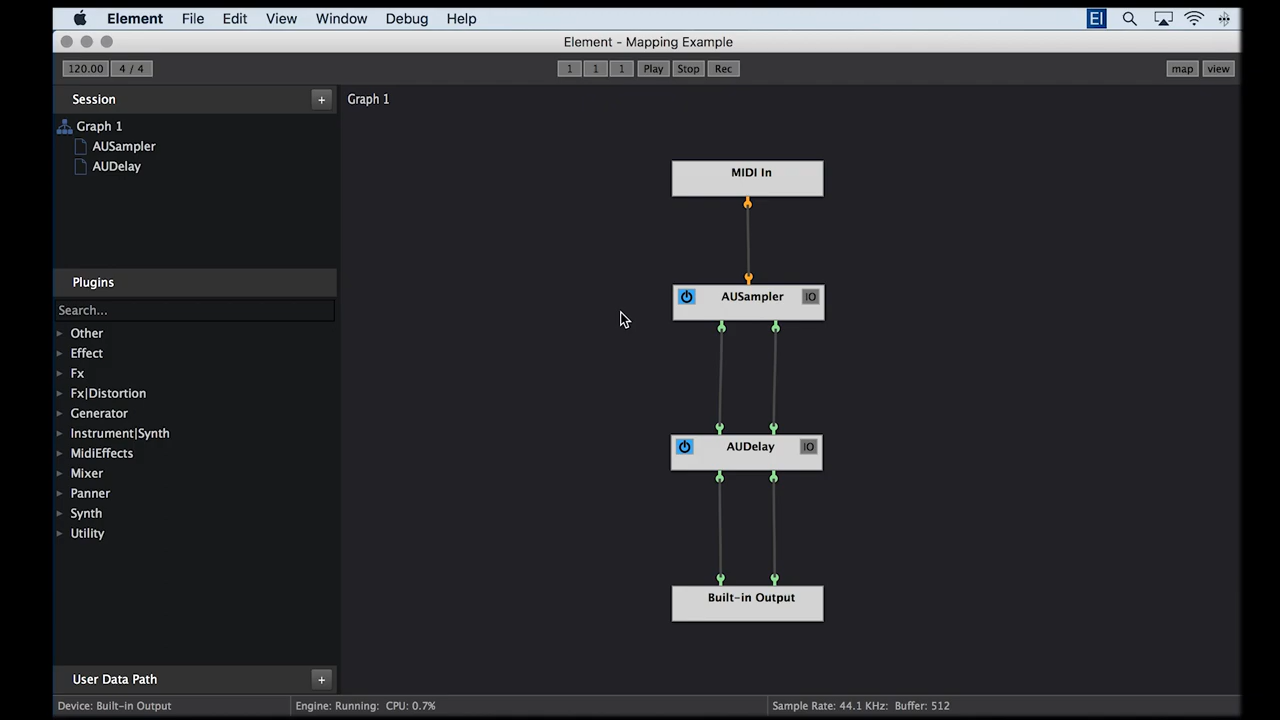 Element File Edit View Window Debug Help EI
Element - Mapping Example
120.00 4 / 4 1 1 1 Play Stop Rec map view
Session +
Graph 1
Graph 1
AUSampler
AUDelay
MIDI In
AUSampler IO
AUDelay IO
Built-in Output
Plugins
Search...
Other
Effect
Fx
Fx|Distortion
Generator
Instrument|Synth
MidiEffects
Mixer
Panner
Synth
Utility
User Data Path +
Device: Built-in Output Engine: Running: CPU: 0.7% Sample Rate: 44.1 KHz: Buffer: 512